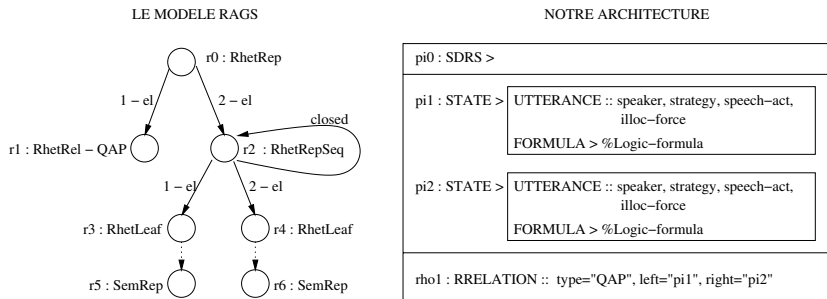 LE MODELE RAGS
r0 : RhetRep
1 − el
2 − el
closed
r1 : RhetRel − QAP
r2 : RhetRepSeq
1 − el
2 − el
r3 : RhetLeaf
r4 : RhetLeaf
r5 : SemRep
r6 : SemRep
NOTRE ARCHITECTURE
pi0 : SDRS >
pi1 : STATE > UTTERANCE :: speaker, strategy, speech−act,
illoc−force
FORMULA > %Logic−formula
pi2 : STATE > UTTERANCE :: speaker, strategy, speech−act,
illoc−force
FORMULA > %Logic−formula
rho1 : RRELATION :: type="QAP", left="pi1", right="pi2"